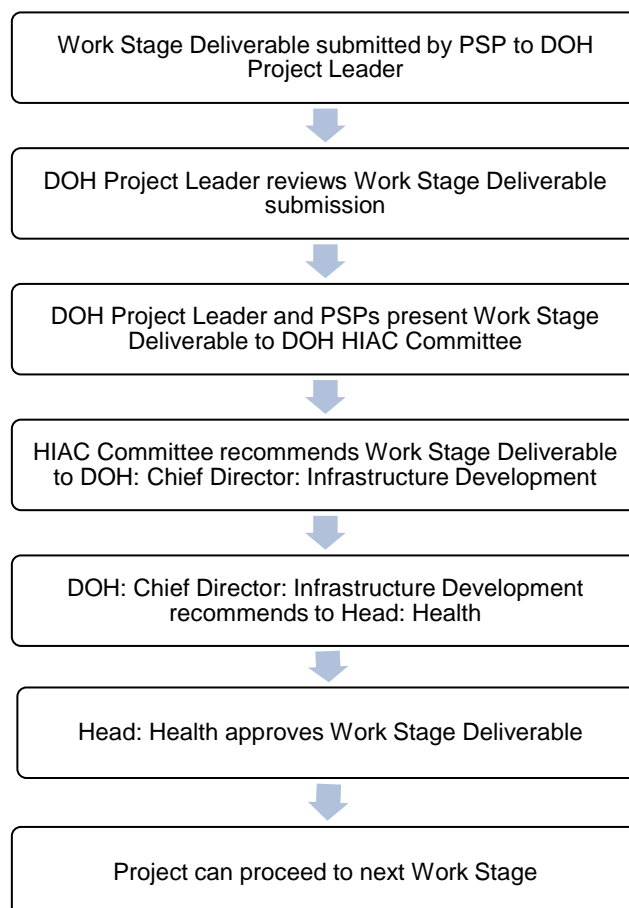 Work Stage Deliverable submitted by PSP to DOH
Project Leader
DOH Project Leader reviews Work Stage Deliverable
submission
DOH Project Leader and PSPs present Work Stage
Deliverable to DOH HIAC Committee
HIAC Committee recommends Work Stage Deliverable
to DOH: Chief Director: Infrastructure Development
DOH: Chief Director: Infrastructure Development
recommends to Head: Health
Head: Health approves Work Stage Deliverable
Project can proceed to next Work Stage